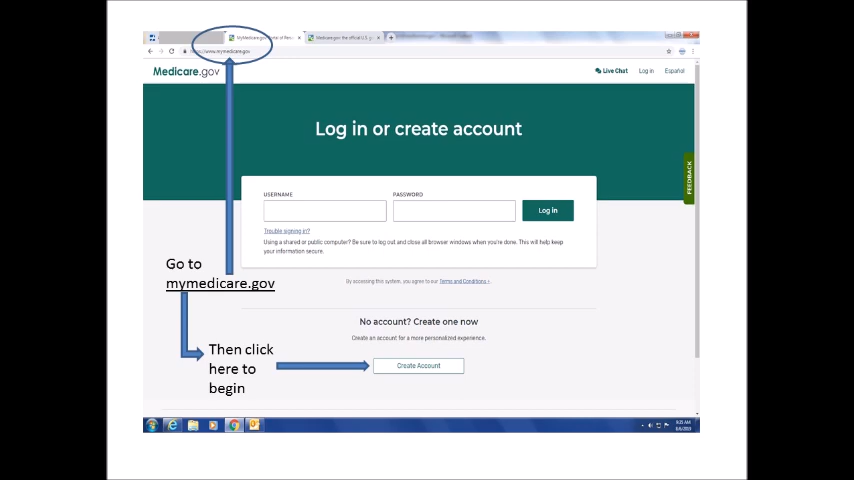 MyMedicare.gov
Medicare.gov the official U.S. g
https://www.mymedicare.gov
Medicare.gov
Live Chat
Log in
Español
Log in or create account
FEEDBACK
USERNAME
PASSWORD
Log in
Trouble signing in?
Using a shared or public computer? Be sure to log out and close all browser windows when you're done. This will help keep
your information secure.
Go to
mymedicare.gov
By accessing this system, you agree to our Terms and Conditions >.
No account? Create one now
Create an account for a more personalized experience.
Then click
here to
begin
Create Account
9:25 AM